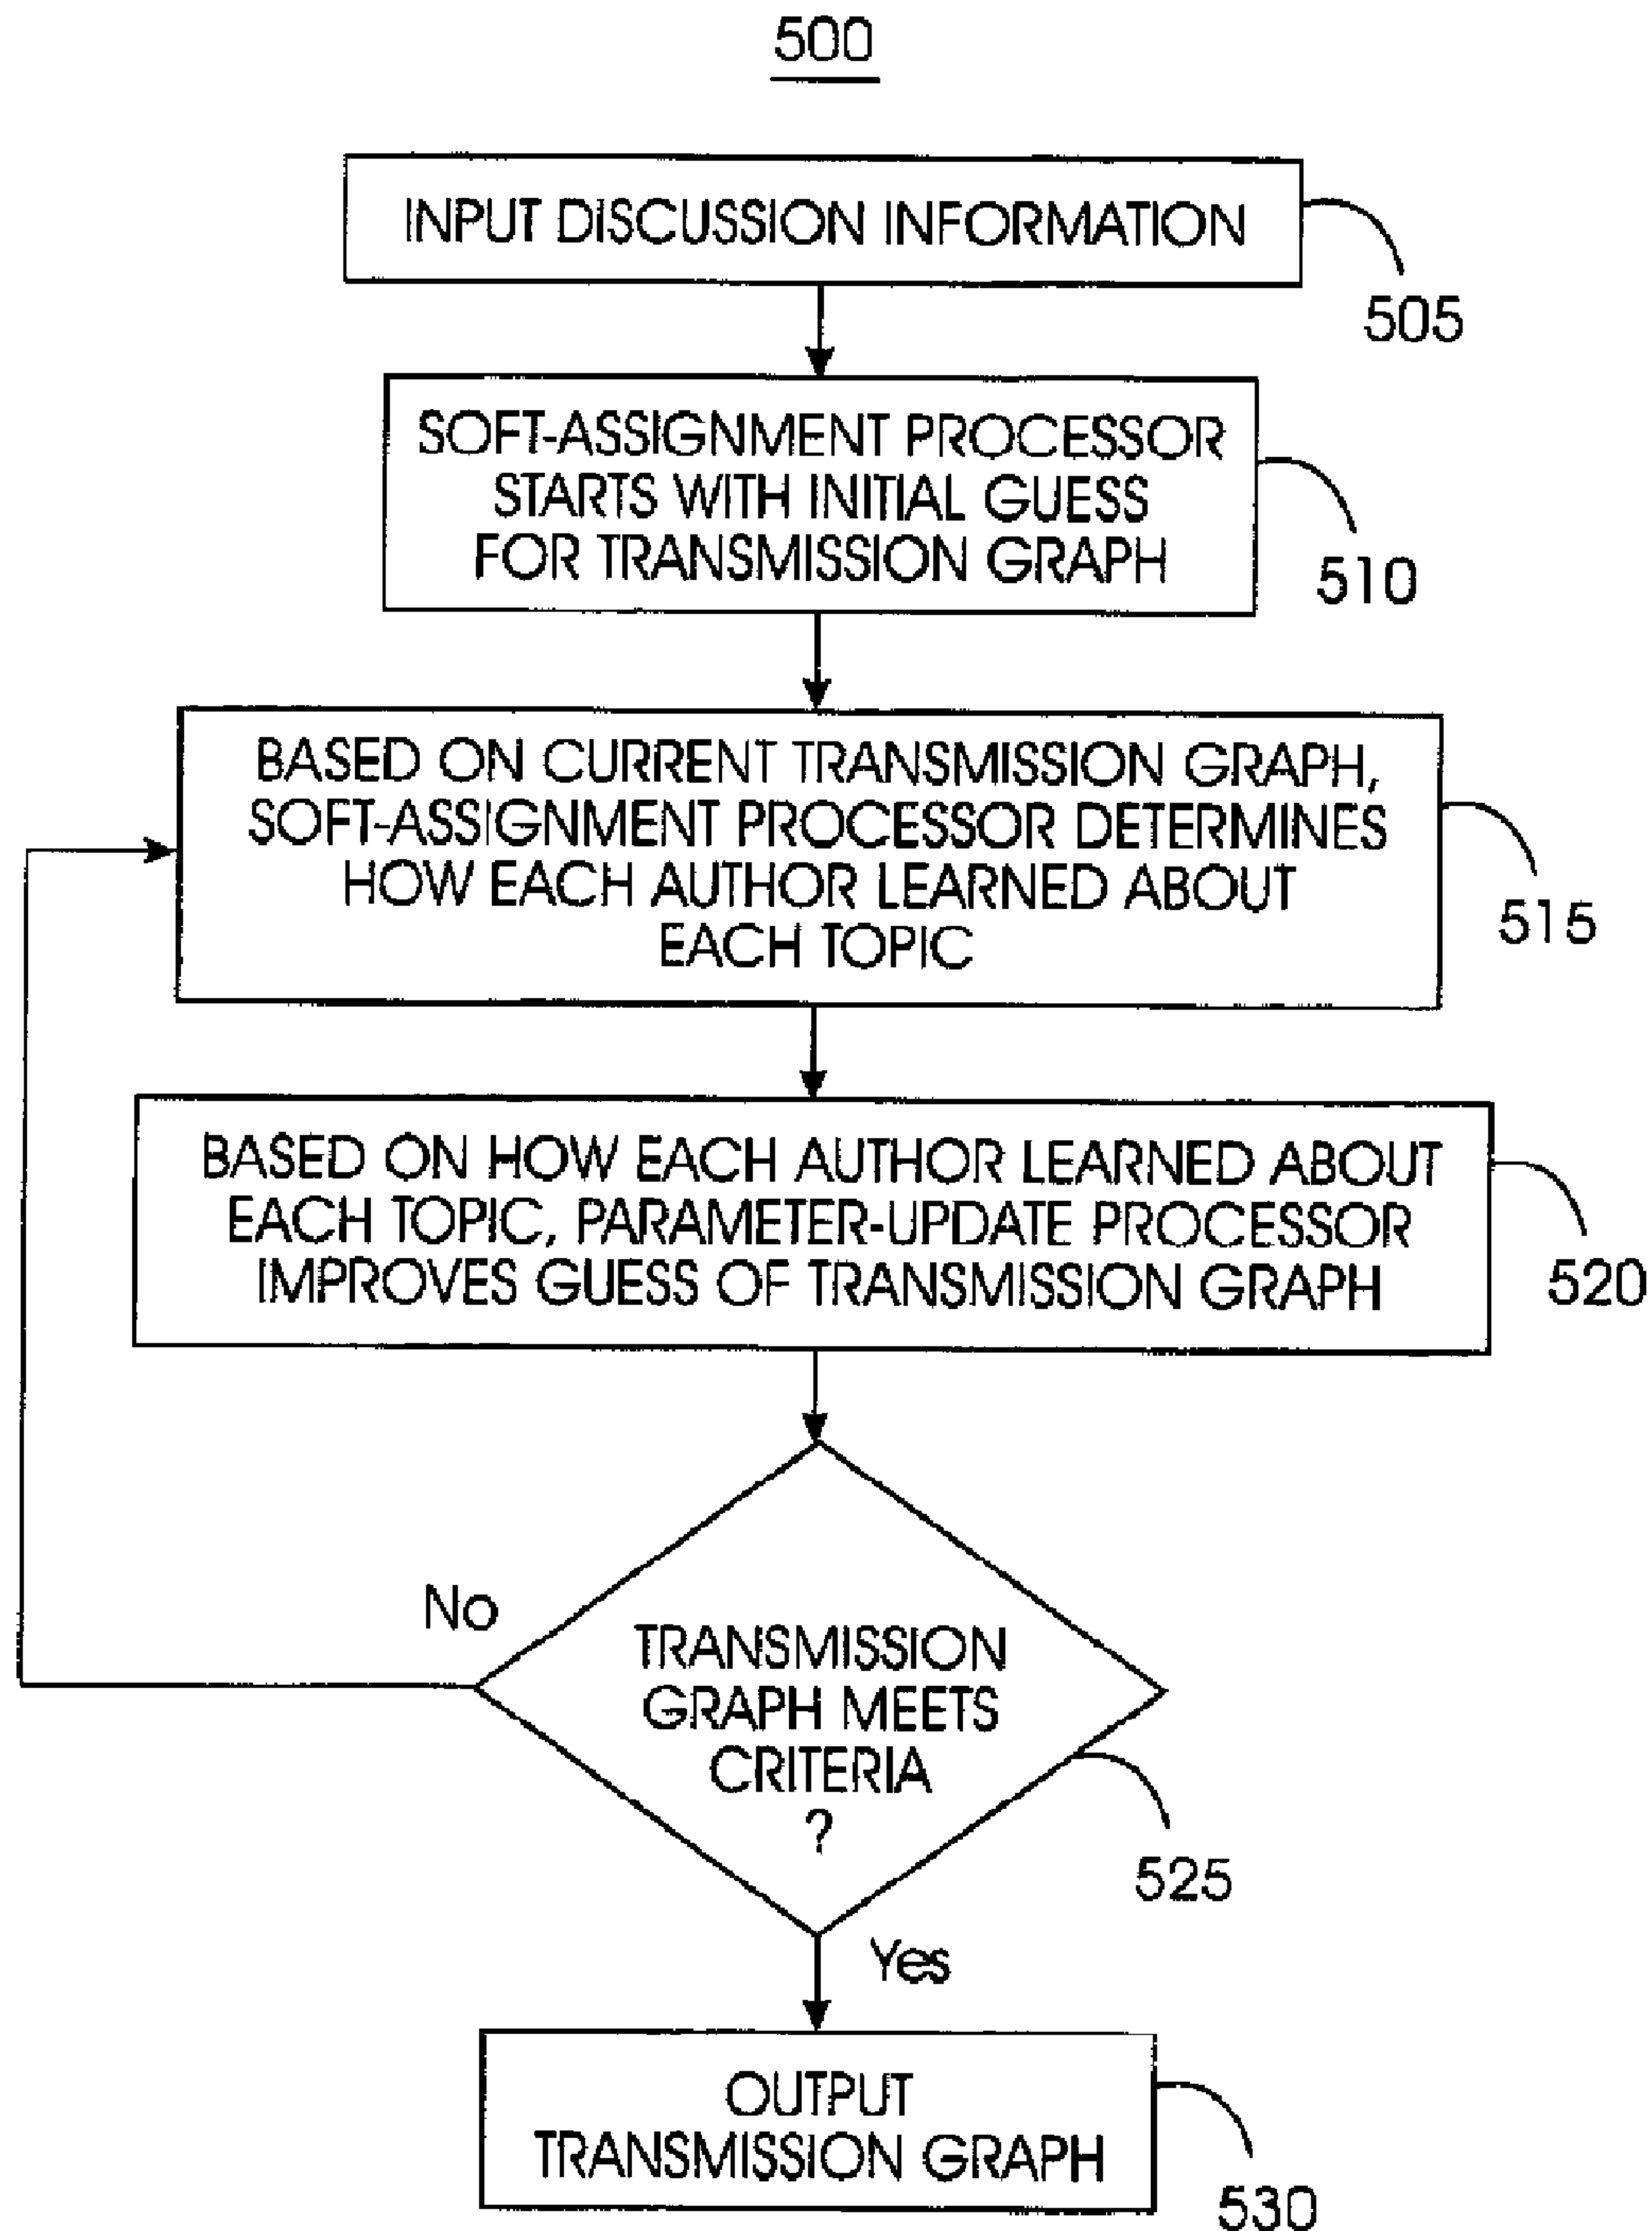 500
INPUT DISCUSSION INFORMATION
505
SOFT-ASSIGNMENT PROCESSOR
STARTS WITH INITIAL GUESS
FOR TRANSMISSION GRAPH
510
BASED ON CURRENT TRANSMISSION GRAPH,
SOFT-ASSIGNMENT PROCESSOR DETERMINES
HOW EACH AUTHOR LEARNED ABOUT
EACH TOPIC
515
BASED ON HOW EACH AUTHOR LEARNED ABOUT
EACH TOPIC, PARAMETER-UPDATE PROCESSOR
IMPROVES GUESS OF TRANSMISSION GRAPH
520
No
TRANSMISSION
GRAPH MEETS
CRITERIA
?
525
Yes
OUTPUT
TRANSMISSION GRAPH
530